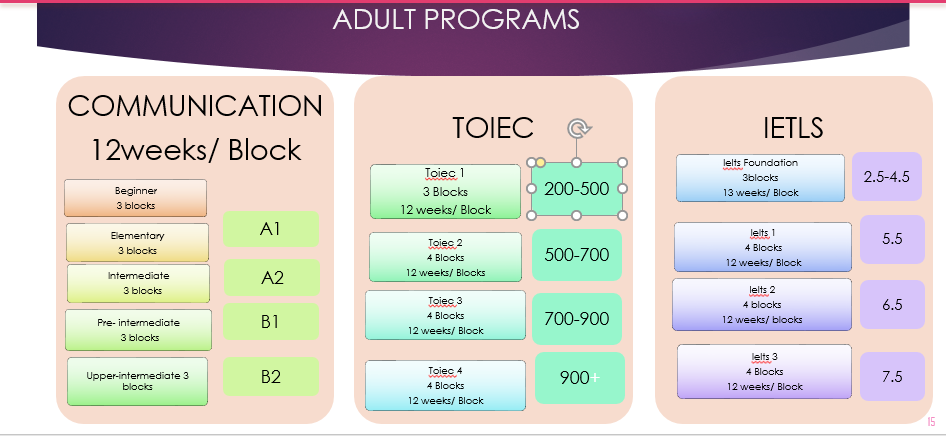 ADULT PROGRAMS
COMMUNICATION
12weeks/ Block
Beginner
3 blocks
Elementary
3 blocks
A1
Intermediate
3 blocks
A2
Pre- intermediate
3 blocks
B1
Upper-intermediate 3
blocks
B2
TOIEC
Toiec 1
3 Blocks
12 weeks/ Block
200-500
Toiec 2
4 Blocks
12 weeks/ Blocks
500-700
Toiec 3
4 Blocks
12 weeks/ Block
700-900
Toiec 4
4 Blocks
12 weeks/ Block
900+
IETLS
Ielts Foundation
3blocks
13 weeks/ Block
2.5-4.5
Ielts 1
4 Blocks
12 weeks/ Block
5.5
Ielts 2
4 blocks
12 weeks/ blocks
6.5
Ielts 3
4 Blocks
12 weeks/ Block
7.5
15